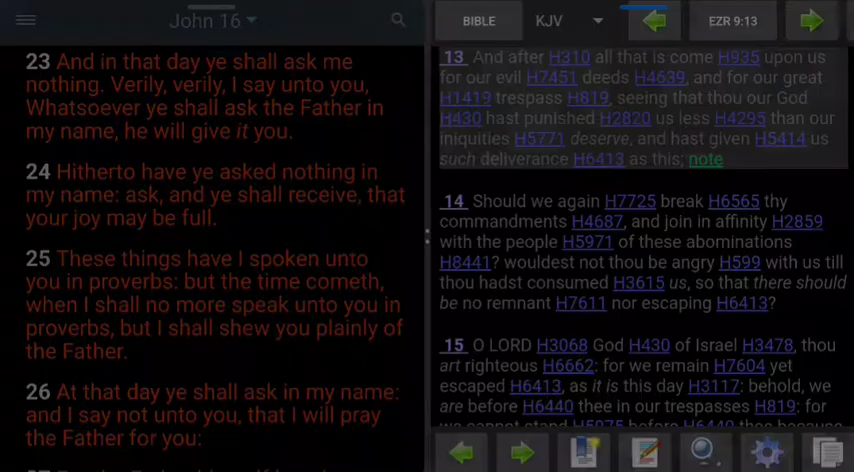 John 16
23 And in that day ye shall ask me
nothing. Verily, verily, I say unto you,
Whatsoever ye shall ask the Father in
my name, he will give it you.
24 Hitherto have ye asked nothing in
my name: ask, and ye shall receive, that
your joy may be full.
25 These things have I spoken unto
you in proverbs: but the time cometh,
when I shall no more speak unto you in
proverbs, but I shall shew you plainly of
the Father.
26 At that day ye shall ask in my name:
and I say not unto you, that I will pray
the Father for you:
BIBLE KJV EZR 9:13
13 And after H310 all that is come H935 upon us
for our evil H7451 deeds H4639, and for our great
H1419 trespass H819, seeing that thou our God
H430 hast punished H2820 us less H4295 than our
iniquities H5771 deserve, and hast given H5414 us
such deliverance H6413 as this; note
14 Should we again H7725 break H6565 thy
commandments H4687, and join in affinity H2859
with the people H5971 of these abominations
H8441? wouldest not thou be angry H599 with us till
thou hadst consumed H3615 us, so that there should
be no remnant H7611 nor escaping H6413?
15 O LORD H3068 God H430 of Israel H3478, thou
art righteous H6662: for we remain H7604 yet
escaped H6413, as it is this day H3117: behold, we
are before H6440 thee in our trespasses H819: for
we cannot stand H5975 before H6440 thee because